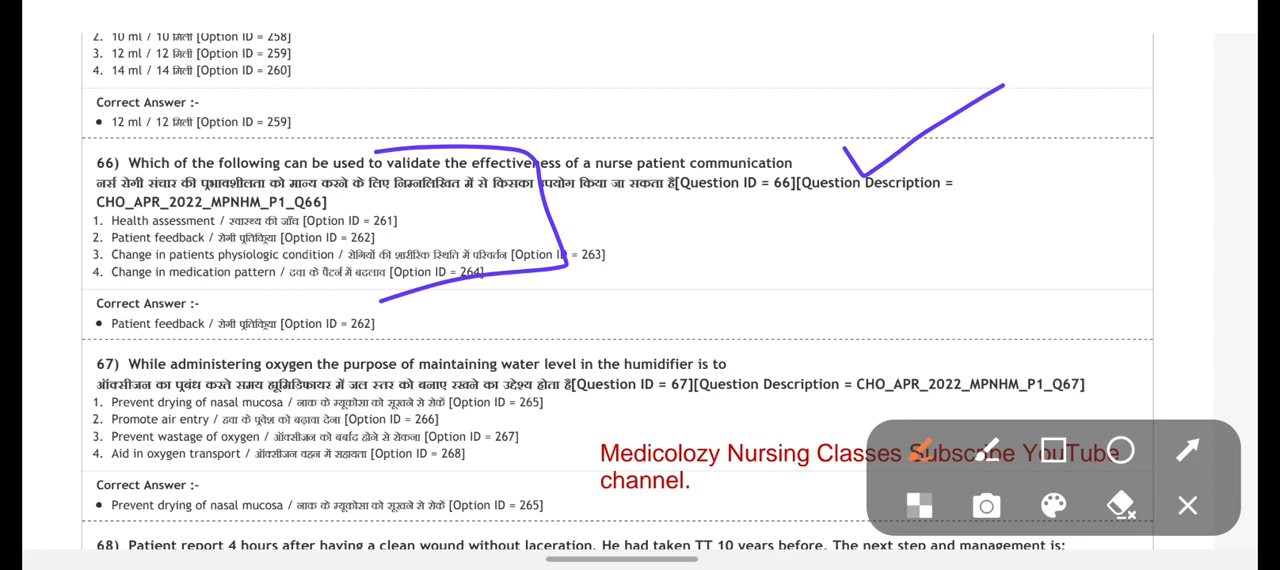 2. 10 ml / 10 मिली [Option ID = 258]
3. 12 ml / 12 मिली [Option ID = 259]
4. 14 ml / 14 मिली [Option ID = 260]
Correct Answer :-
• 12 ml / 12 मिली [Option ID = 259]
66) Which of the following can be used to validate the effectiveness of a nurse patient communication
नर्स रोगी संचार की प्रभावशीलता को मान्य करने के लिए निम्नलिखित में से किसका उपयोग किया जा सकता है[Question ID = 66][Question Description =
CHO_APR_2022_MPNHM_P1_Q66]
1. Health assessment / स्वास्थ्य की जाँच [Option ID = 261]
2. Patient feedback / रोगी प्रतिक्रिया [Option ID = 262]
3. Change in patients physiologic condition / रोगियों की शारीरिक स्थिति में परिवर्तन [Option ID = 263]
4. Change in medication pattern / दवा के पैटर्न में बदलाव [Option ID = 264]
Correct Answer :-
• Patient feedback / रोगी प्रतिक्रिया [Option ID = 262]
67) While administering oxygen the purpose of maintaining water level in the humidifier is to
ऑक्सीजन का प्रबंध करते समय ह्यूमिडिफायर में जल स्तर को बनाए रखने का उद्देश्य होता है[Question ID = 67][Question Description = CHO_APR_2022_MPNHM_P1_Q67]
1. Prevent drying of nasal mucosa / नाक के म्यूकोसा को सूखने से रोकें [Option ID = 265]
2. Promote air entry / हवा के प्रवेश को बढ़ावा देना [Option ID = 266]
3. Prevent wastage of oxygen / ऑक्सीजन को बर्बाद होने से रोकना [Option ID = 267]
4. Aid in oxygen transport / ऑक्सीजन वहन में सहायता [Option ID = 268]
Medicolozy Nursing Classes Subscribe YouTube
channel.
Correct Answer :-
• Prevent drying of nasal mucosa / नाक के म्यूकोसा को सूखने से रोकें [Option ID = 265]
68) Patient report 4 hours after having a clean wound without laceration. He had taken TT 10 years before. The next step and management is: